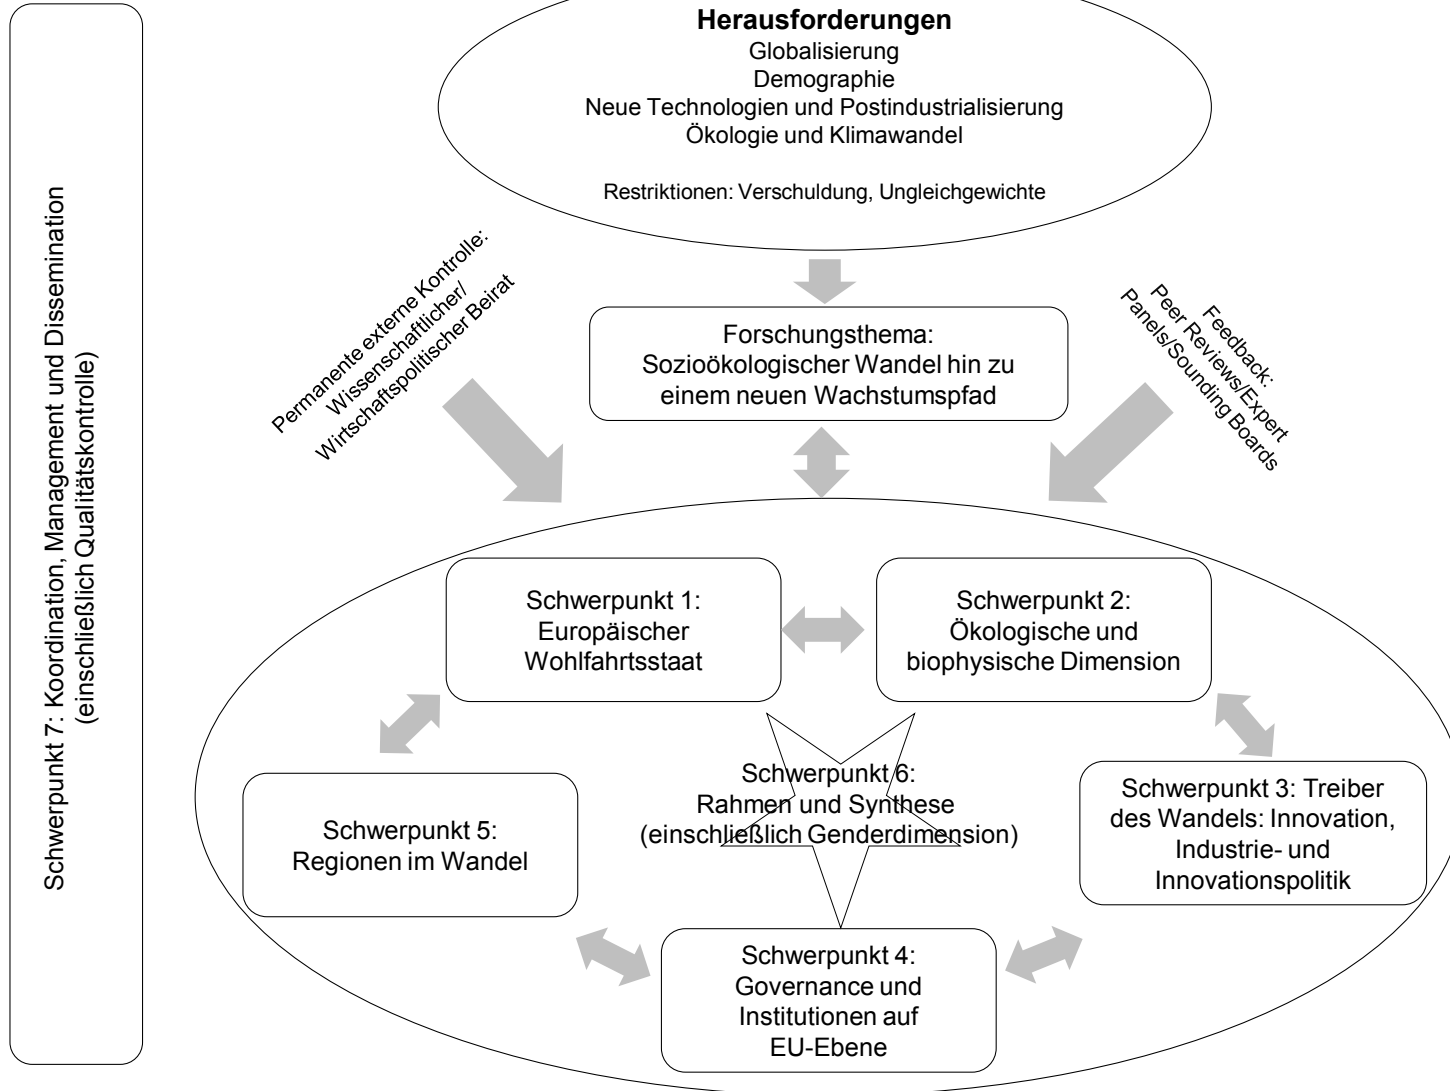 Schwerpunkt 7: Koordination, Management und Dissemination
(einschließlich Qualitätskontrolle)
Herausforderungen
Globalisierung
Demographie
Neue Technologien und Postindustrialisierung
Ökologie und Klimawandel
Restriktionen: Verschuldung, Ungleichgewichte
Permanente externe Kontrolle:
Wissenschaftlicher/
Wirtschaftspolitischer Beirat
Forschungsthema:
Sozioökologischer Wandel hin zu
einem neuen Wachstumspfad
Feedback:
Peer Reviews/Expert
Panels/Sounding Boards
Schwerpunkt 1:
Europäischer
Wohlfahrtsstaat
Schwerpunkt 2:
Ökologische und
biophysische Dimension
Schwerpunkt 6:
Rahmen und Synthese
(einschließlich Genderdimension)
Schwerpunkt 5:
Regionen im Wandel
Schwerpunkt 3: Treiber
des Wandels: Innovation,
Industrie- und
Innovationspolitik
Schwerpunkt 4:
Governance und
Institutionen auf
EU-Ebene